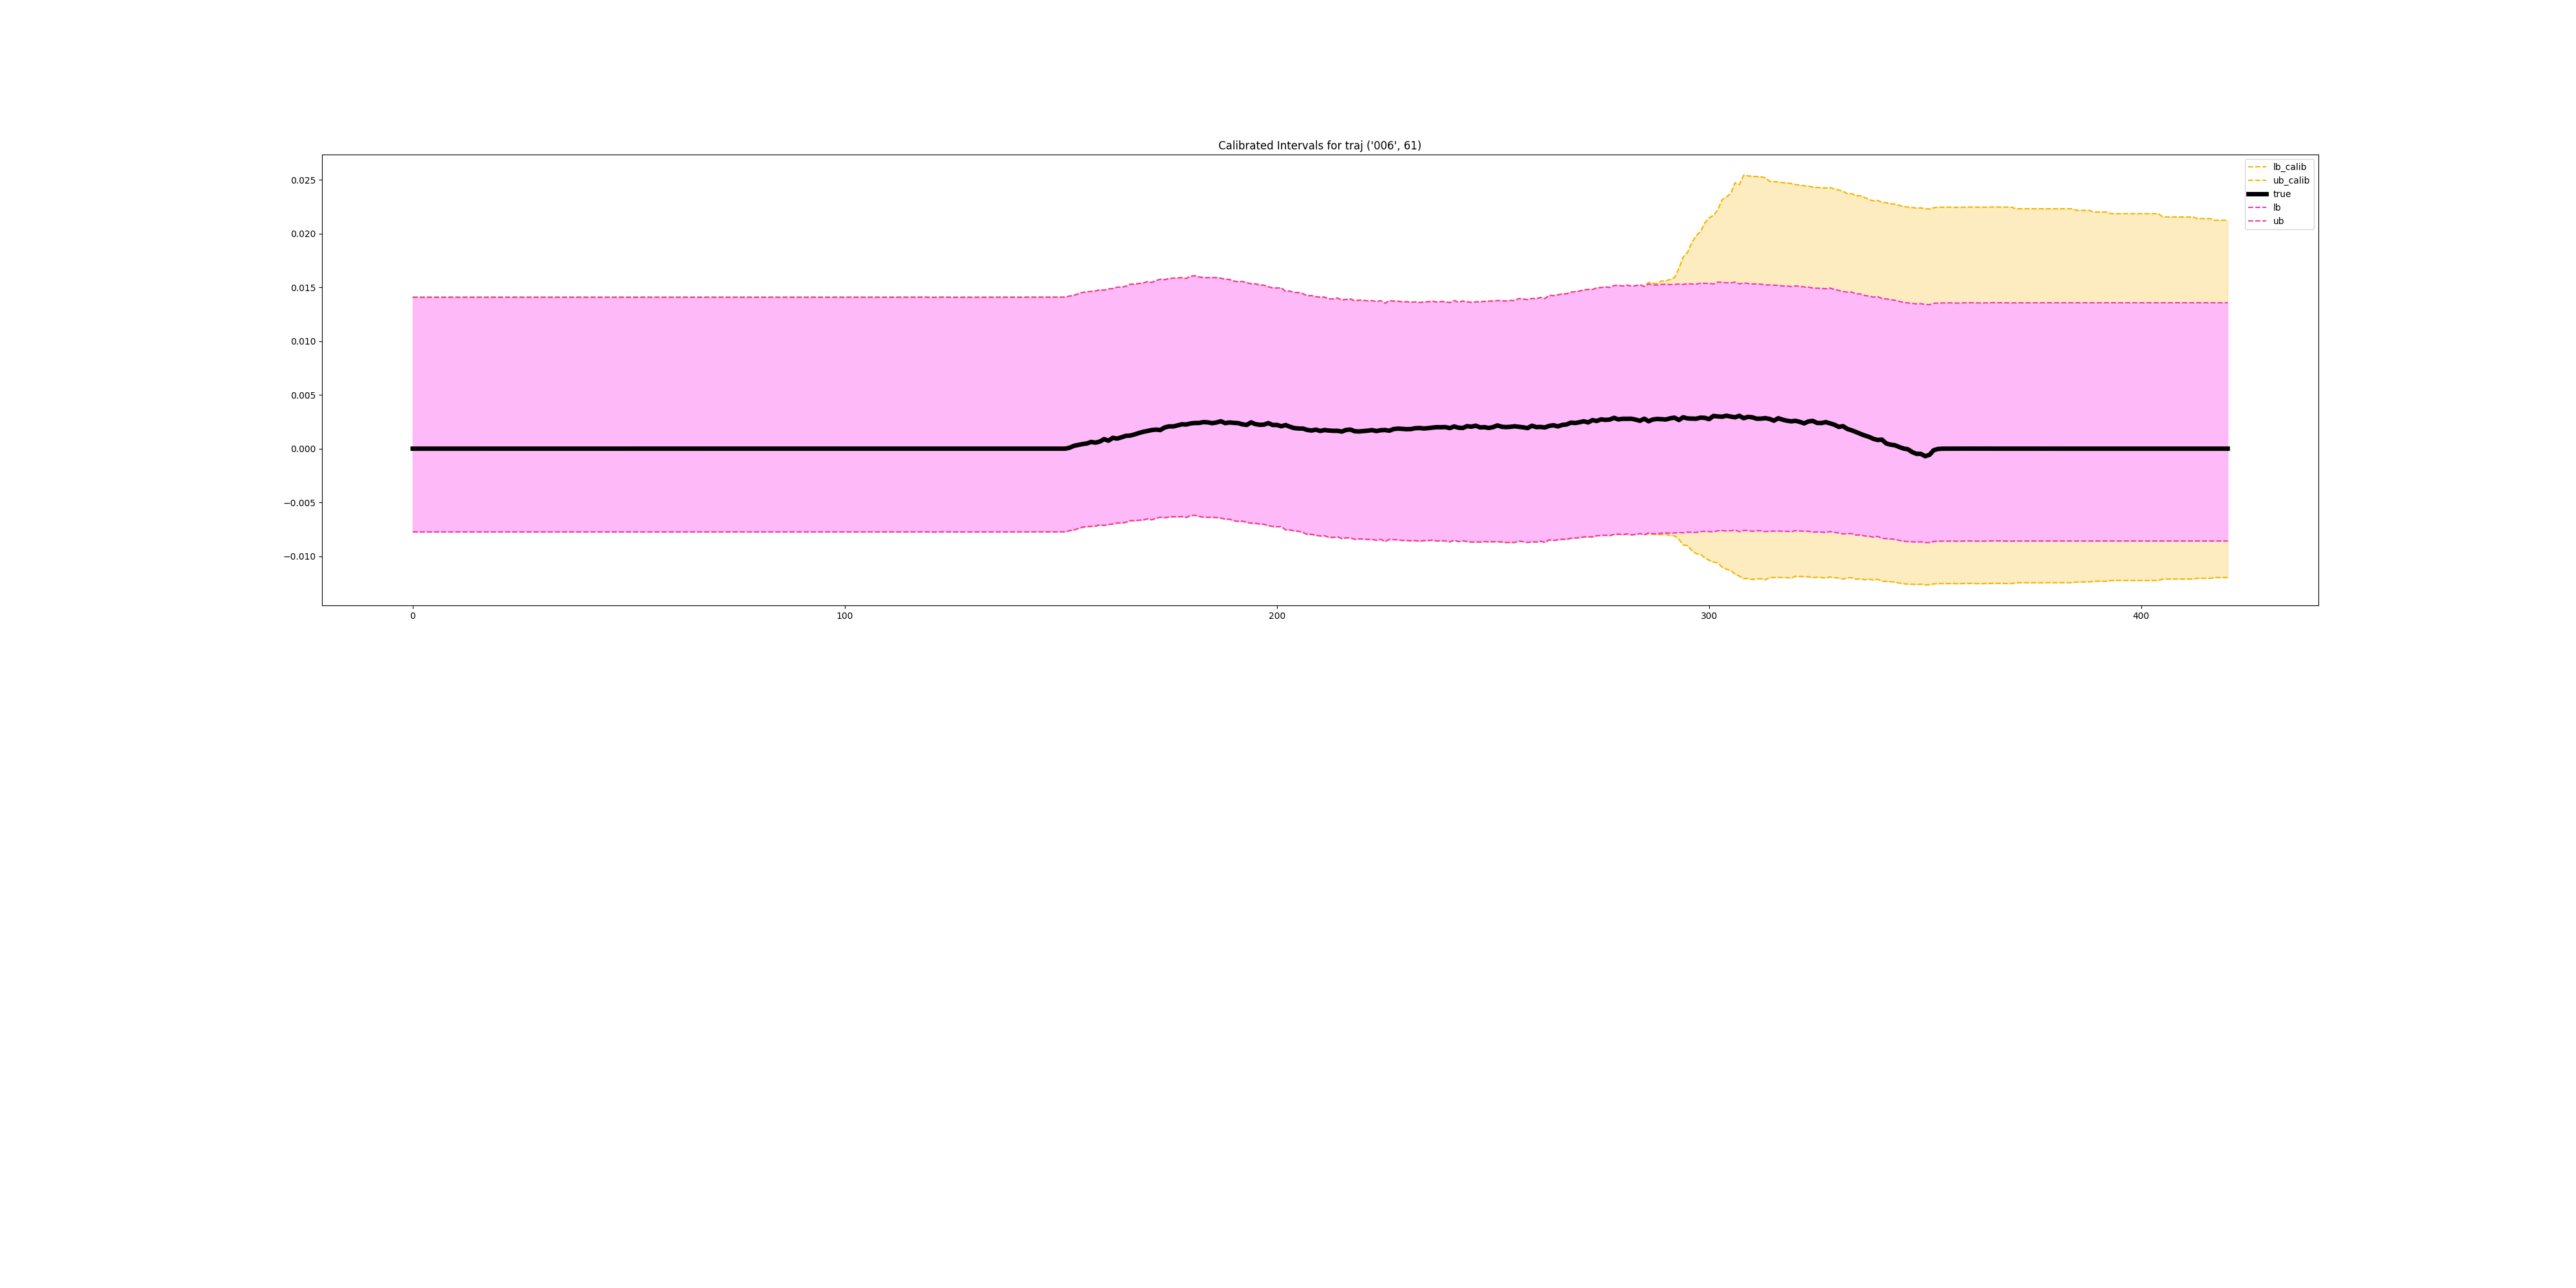 Calibrated Intervals for traj ('006', 61)
lb_calib
ub_calib
true
lb
ub
0.025
0.020
0.015
0.010
0.005
0.000
−0.005
−0.010
0 100 200 300 400